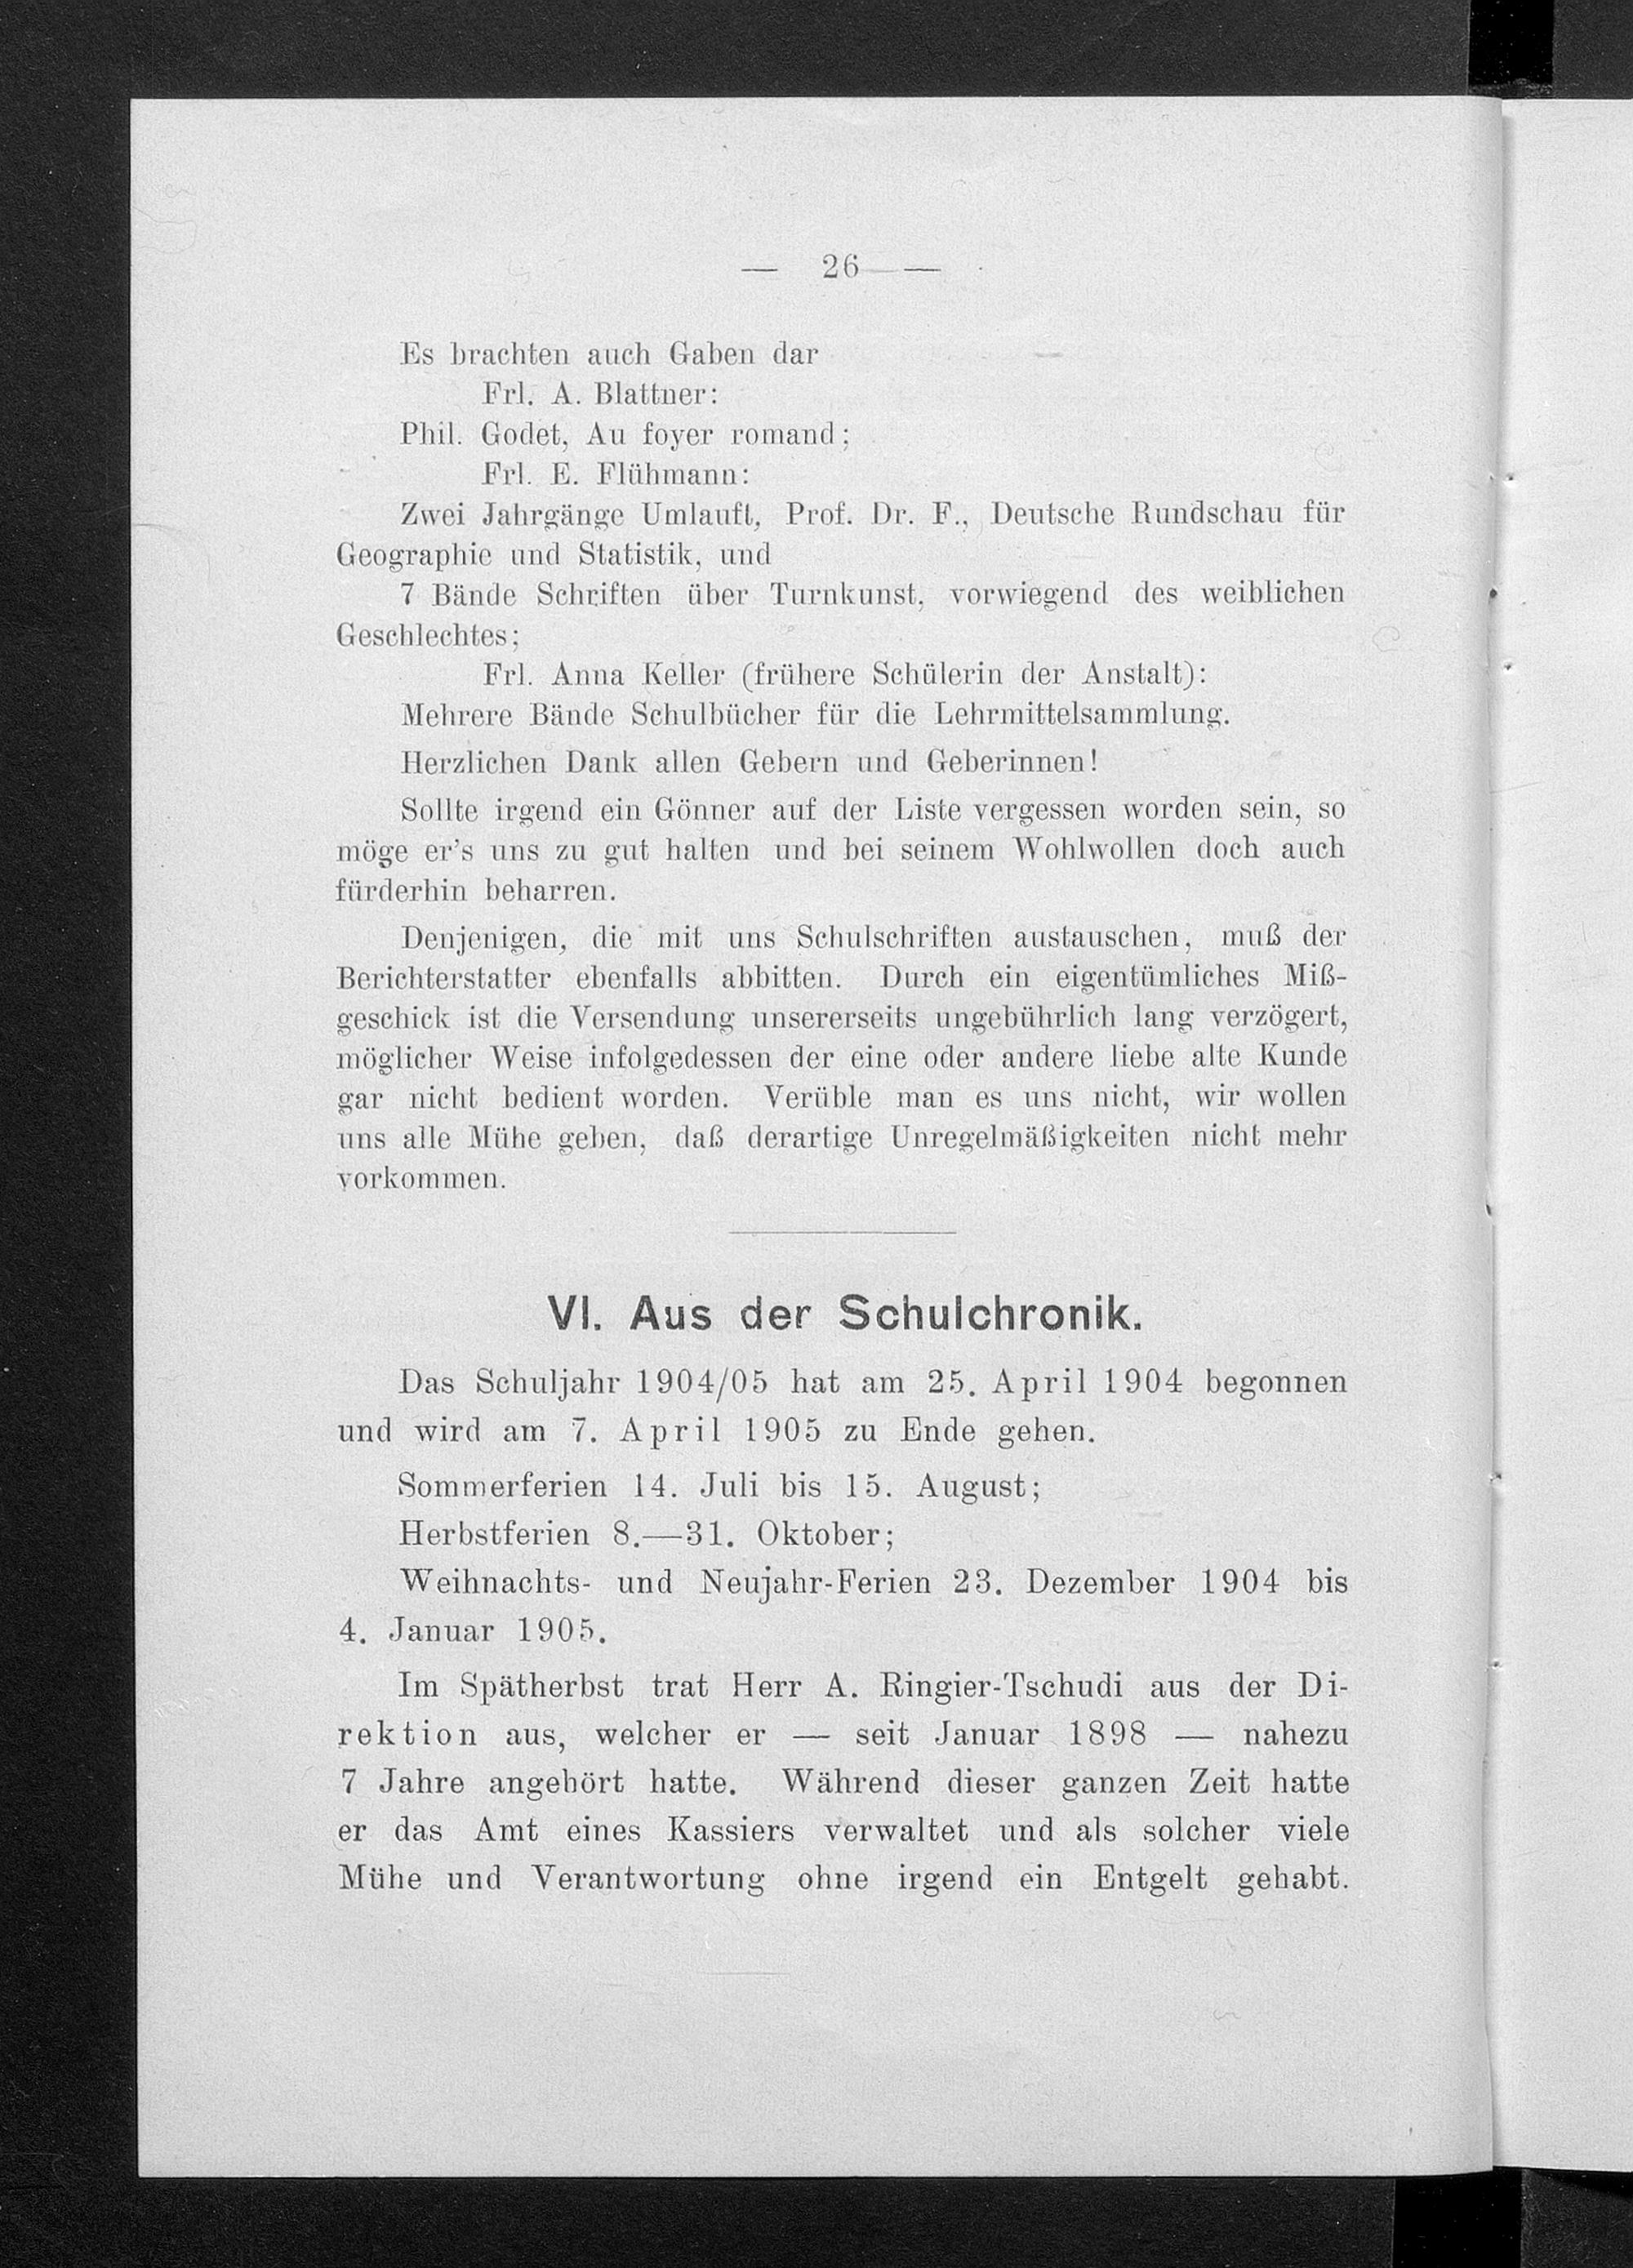 — 26 —
Es brachten auch Gaben dar
Frl. A. Blattner:
Phil. Godet, Au foyer romand;
Frl. E. Flühmann:
Zwei Jahrgänge Umlauft, Prof. Dr. F., Deutsche Rundschau für
Geographie und Statistik, und
7 Bände Schriften über Turnkunst, vorwiegend des weiblichen
Geschlechtes;
Frl. Anna Keller (frühere Schülerin der Anstalt):
Mehrere Bände Schulbücher für die Lehrmittelsammlung.
Herzlichen Dank allen Gebern und Geberinnen!
Sollte irgend ein Gönner auf der Liste vergessen worden sein, so
möge er's uns zu gut halten und bei seinem Wohlwollen doch auch
fürderhin beharren.
Denjenigen, die mit uns Schulschriften austauschen, muß der
Berichterstatter ebenfalls abbitten. Durch ein eigentümliches Miß-
geschick ist die Versendung unsererseits ungebührlich lang verzögert,
möglicher Weise infolgedessen der eine oder andere liebe alte Kunde
gar nicht bedient worden. Verüble man es uns nicht, wir wollen
uns alle Mühe geben, daß derartige Unregelmäßigkeiten nicht mehr
vorkommen.
VI. Aus der Schulchronik.
Das Schuljahr 1904/05 hat am 25. April 1904 begonnen
und wird am 7. April 1905 zu Ende gehen.
Sommerferien 14. Juli bis 15. August;
Herbstferien 8.—31. Oktober;
Weihnachts- und Neujahr-Ferien 23. Dezember 1904 bis
4. Januar 1905.
Im Spätherbst trat Herr A. Ringier-Tschudi aus der Di-
rektion aus, welcher er — seit Januar 1898 — nahezu
7 Jahre angehört hatte. Während dieser ganzen Zeit hatte
er das Amt eines Kassiers verwaltet und als solcher viele
Mühe und Verantwortung ohne irgend ein Entgelt gehabt.